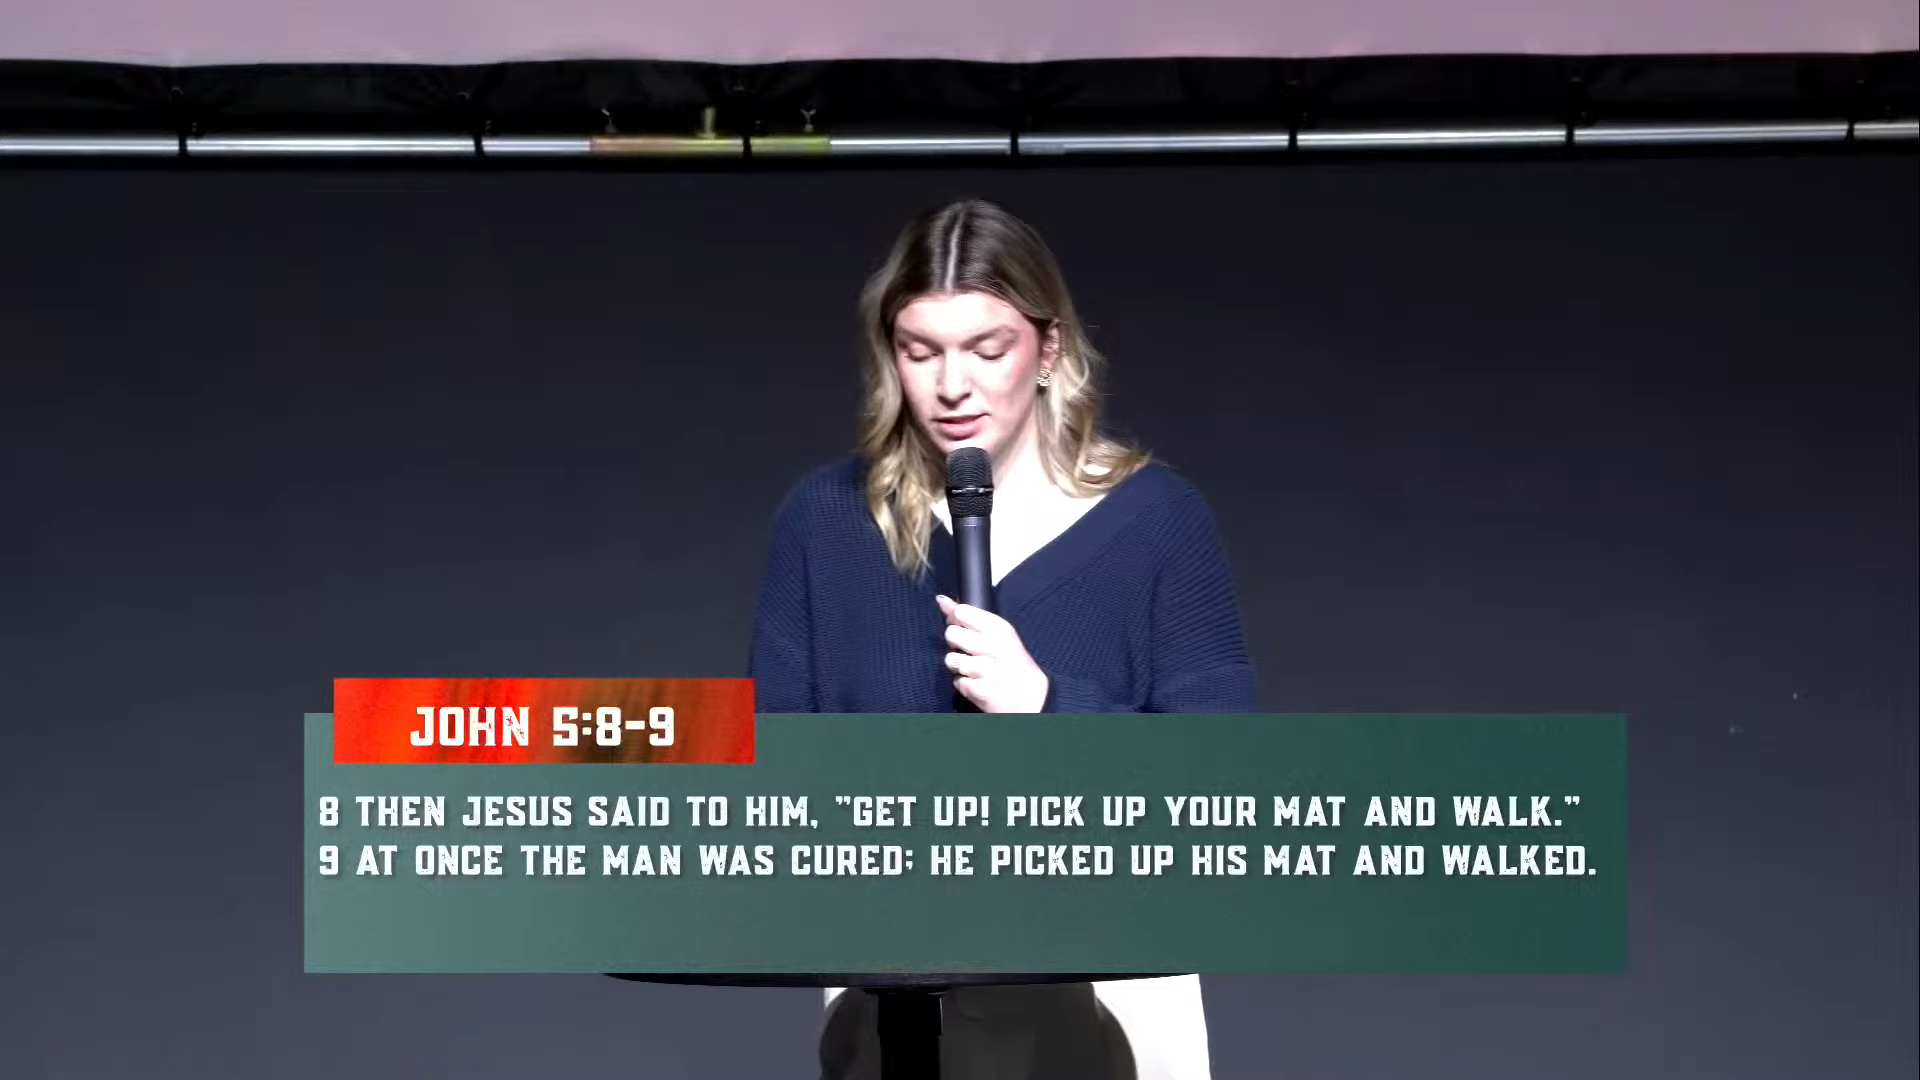 JOHN 5:8-9
8 THEN JESUS SAID TO HIM, "GET UP! PICK UP YOUR MAT AND WALK."
9 AT ONCE THE MAN WAS CURED; HE PICKED UP HIS MAT AND WALKED.